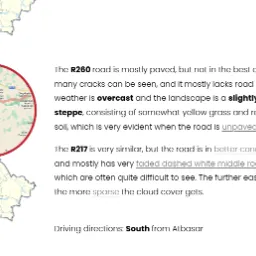 The R260 road is mostly paved, but not in the best
many cracks can be seen, and it mostly lacks road
weather is overcast and the landscape is a slightly
steppe, consisting of somewhat yellow grass and
soil, which is very evident when the road is unpaved
The R217 is very similar, but the road is in better
and mostly has very faded dashed white middle
which are often quite difficult to see. The further
the more sparse the cloud cover gets.
Driving directions: South from Aibasar